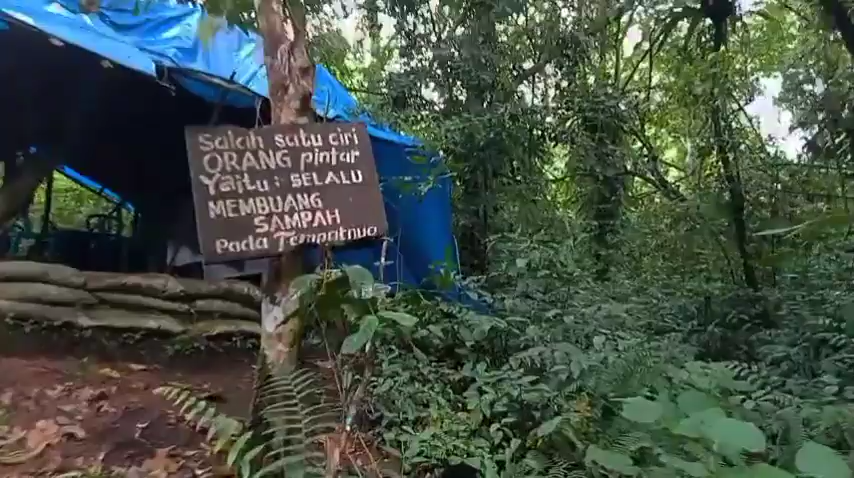 Salah satu ciri
ORANG pintar
Yaitu : SELALU
MEMBUANG
SAMPAH
Pada Tempatnya